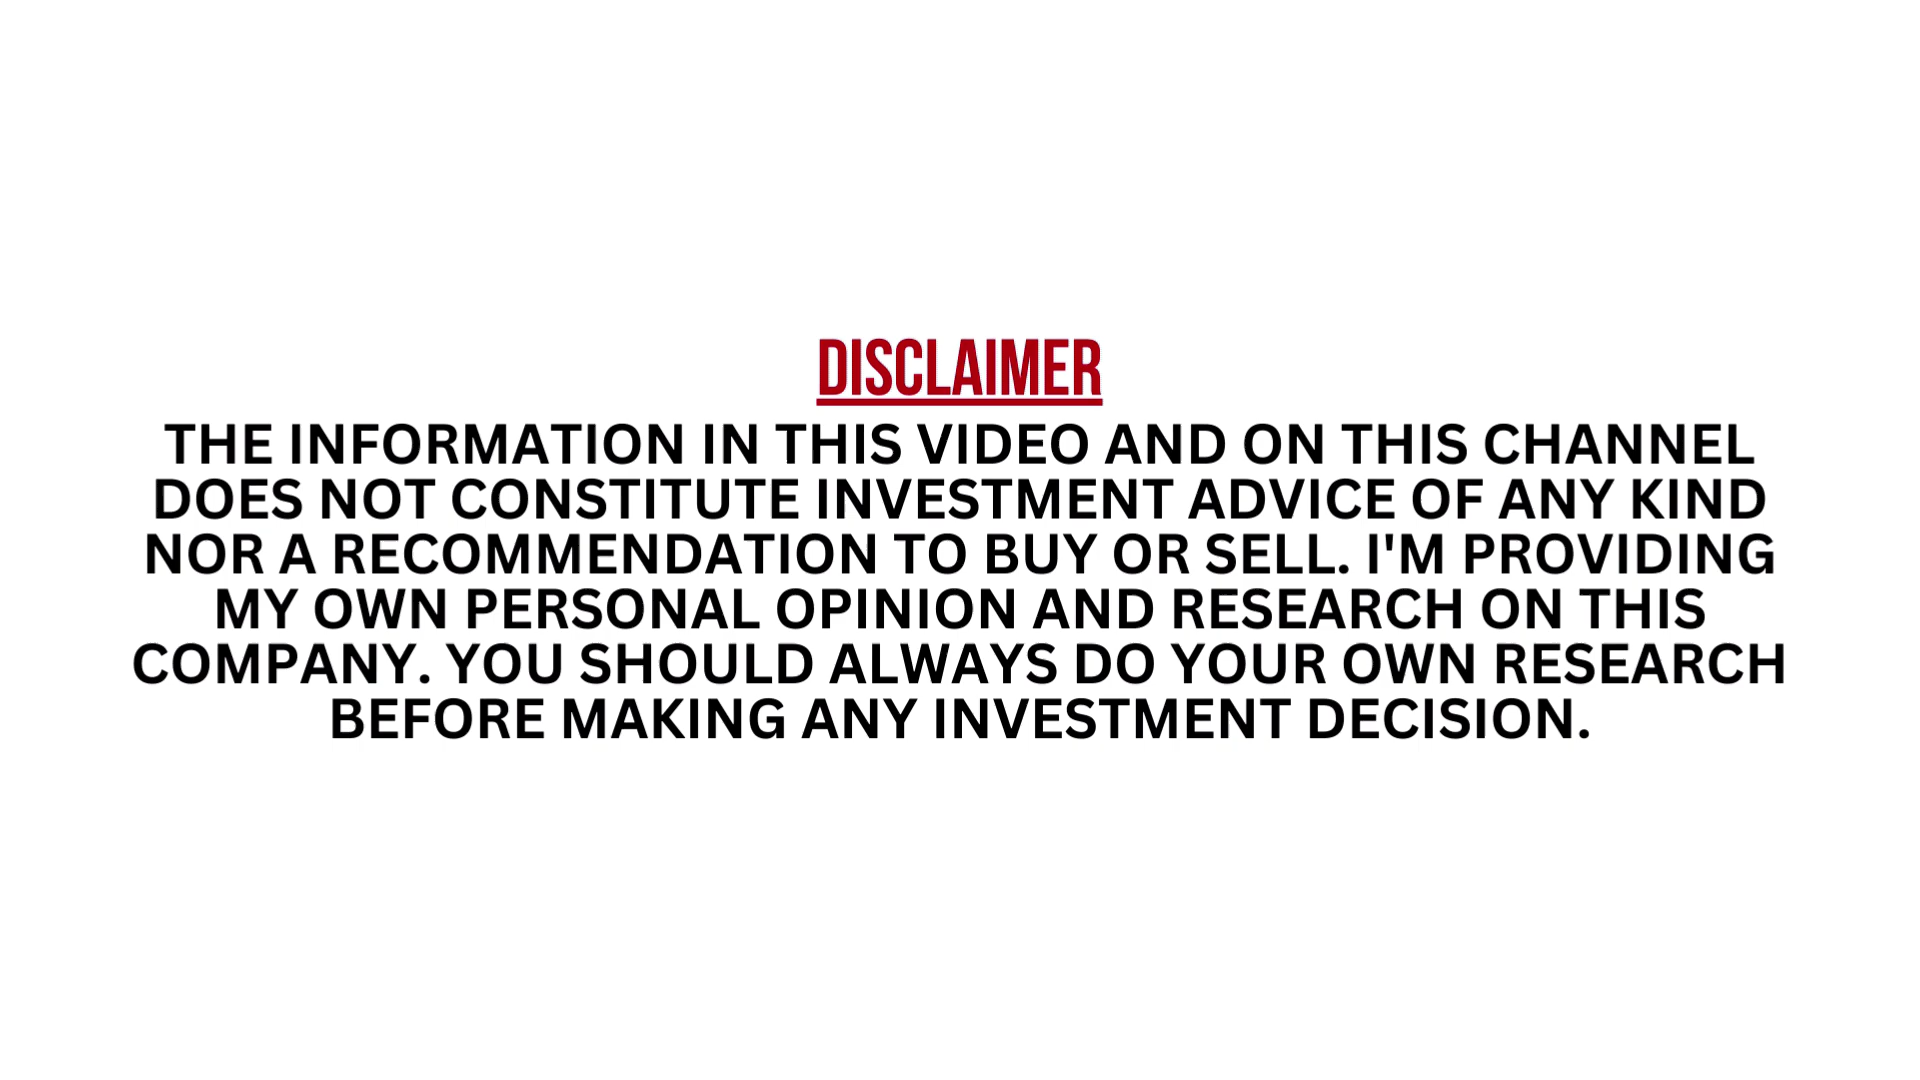 DISCLAIMER
THE INFORMATION IN THIS VIDEO AND ON THIS CHANNEL
DOES NOT CONSTITUTE INVESTMENT ADVICE OF ANY KIND
NOR A RECOMMENDATION TO BUY OR SELL. I'M PROVIDING
MY OWN PERSONAL OPINION AND RESEARCH ON THIS
COMPANY. YOU SHOULD ALWAYS DO YOUR OWN RESEARCH
BEFORE MAKING ANY INVESTMENT DECISION.